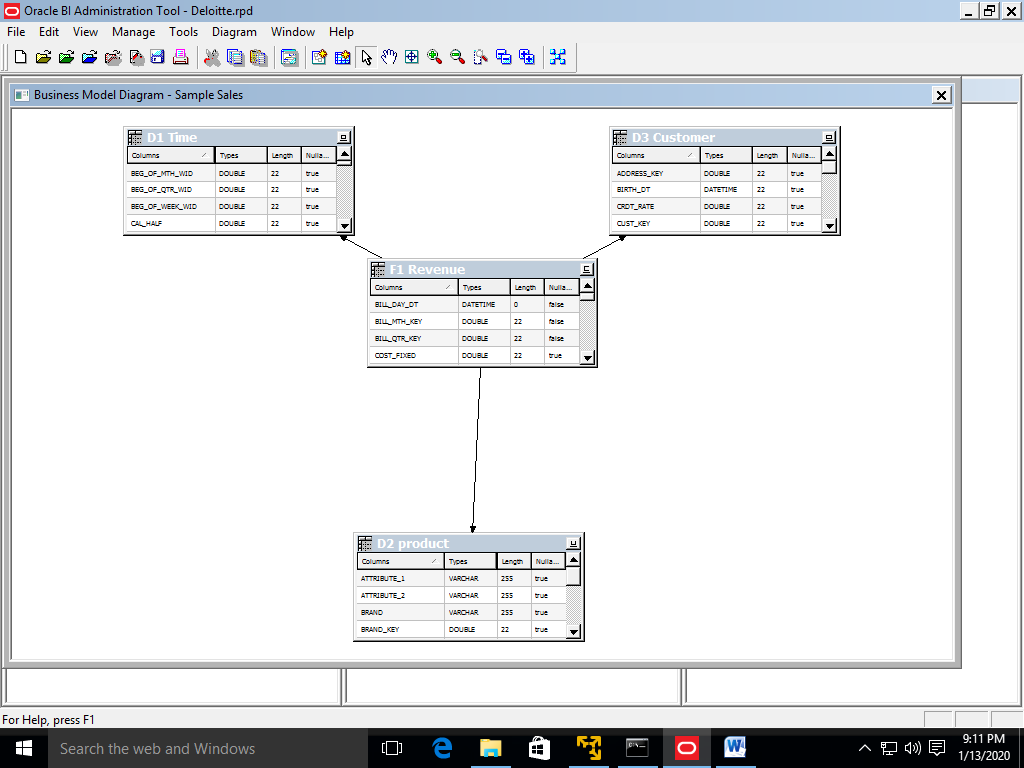 Oracle BI Administration Tool - Deloitte.rpd
File Edit View Manage Tools Diagram Window Help
Business Model Diagram - Sample Sales
D1 Time
Columns Types Length Nulla...
BEG_OF_MTH_WID DOUBLE 22 true
BEG_OF_QTR_WID DOUBLE 22 true
BEG_OF_WEEK_WID DOUBLE 22 true
CAL_HALF DOUBLE 22 true
D3 Customer
Columns Types Length Nulla...
ADDRESS_KEY DOUBLE 22 true
BIRTH_DT DATETIME 22 true
CRDT_RATE DOUBLE 22 true
CUST_KEY DOUBLE 22 true
F1 Revenue
Columns Types Length Nulla...
BILL_DAY_DT DATETIME 0 false
BILL_MTH_KEY DOUBLE 22 false
BILL_QTR_KEY DOUBLE 22 false
COST_FIXED DOUBLE 22 true
D2 product
Columns Types Length Nulla...
ATTRIBUTE_1 VARCHAR 255 true
ATTRIBUTE_2 VARCHAR 255 true
BRAND VARCHAR 255 true
BRAND_KEY DOUBLE 22 true
For Help, press F1
Search the web and Windows
9:11 PM
1/13/2020